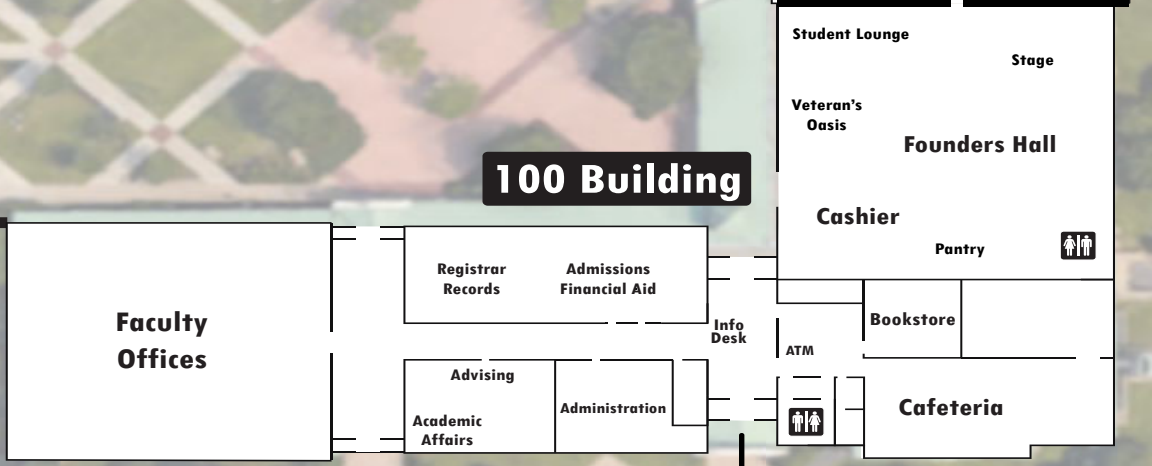 Student Lounge
Stage
Veteran's
Oasis
Founders Hall
100 Building
Cashier
Pantry
Registrar
Records
Admissions
Financial Aid
Faculty
Offices
Info
Desk
Bookstore
ATM
Advising
Academic
Affairs
Administration
Cafeteria